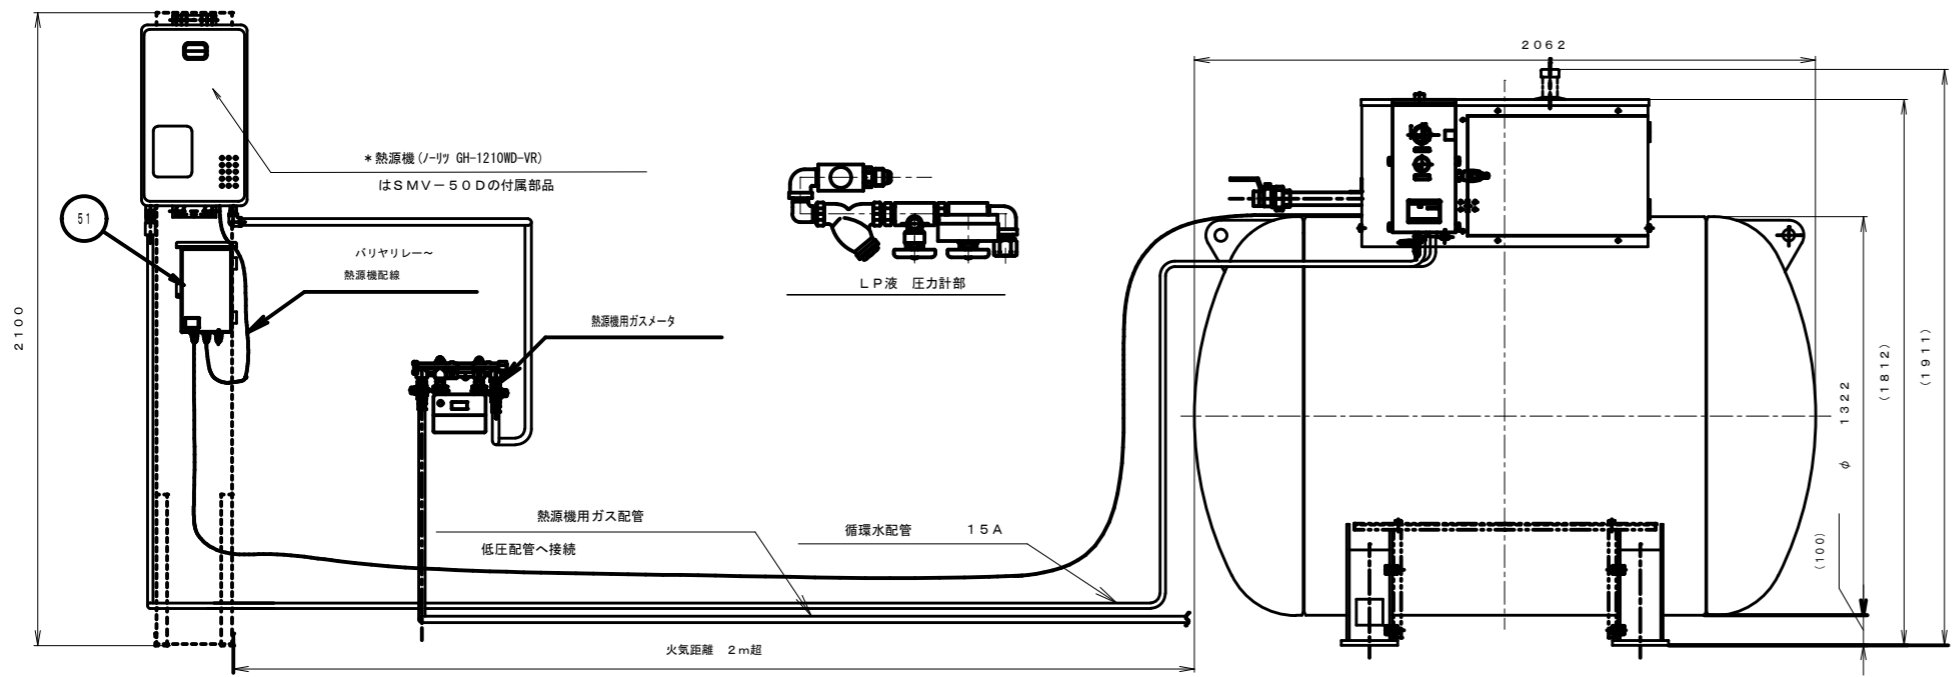 ２０６２
＊熱源機(ﾉｰﾘﾂ GH-1210WD-VR)
はＳＭＶ－５０Ｄの付属部品
51
バリヤリレー～
熱源機配線
ＬＰ液　圧力計部
２１００
熱源機用ガスメータ
(１９１１)
(１８１２)
φ　１３２２
熱源機用ガス配管
低圧配管へ接続
循環水配管　　１５Ａ
(１００)
火気距離　２ｍ超